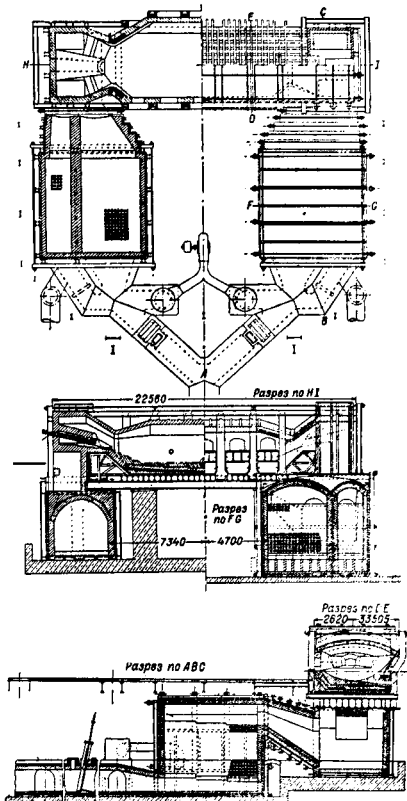 E
C
H
I
D
F
G
B
I
I
A
22560
Разрез по HI
Разрез
по FG
7340
4700
Разрез по CE
2620 33505
Разрез по ABC